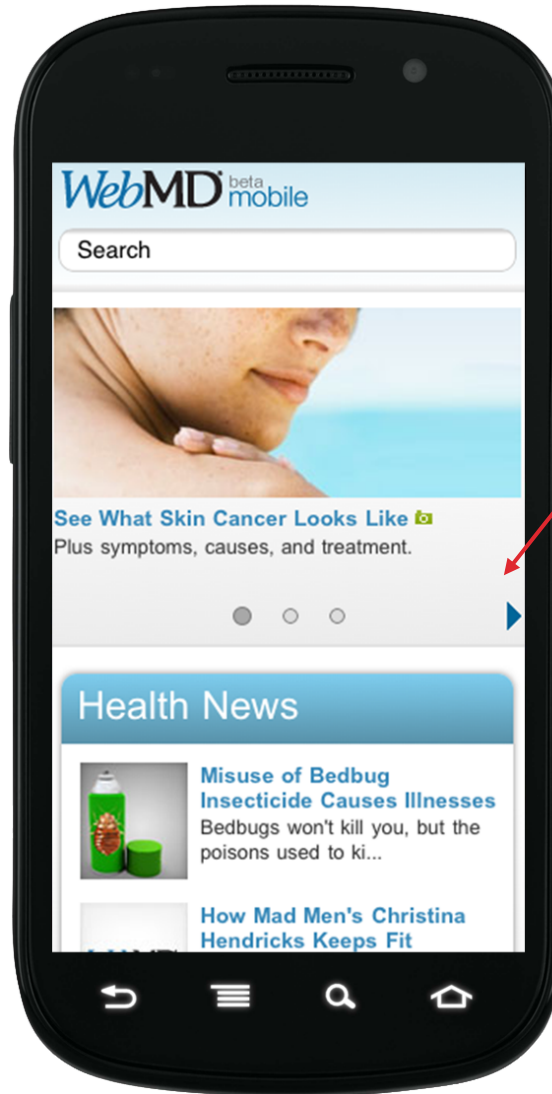 WebMD beta mobile
Search
See What Skin Cancer Looks Like
Plus symptoms, causes, and treatment.
Health News
Misuse of Bedbug
Insecticide Causes Illnesses
Bedbugs won't kill you, but the
poisons used to ki...
How Mad Men's Christina
Hendricks Keeps Fit